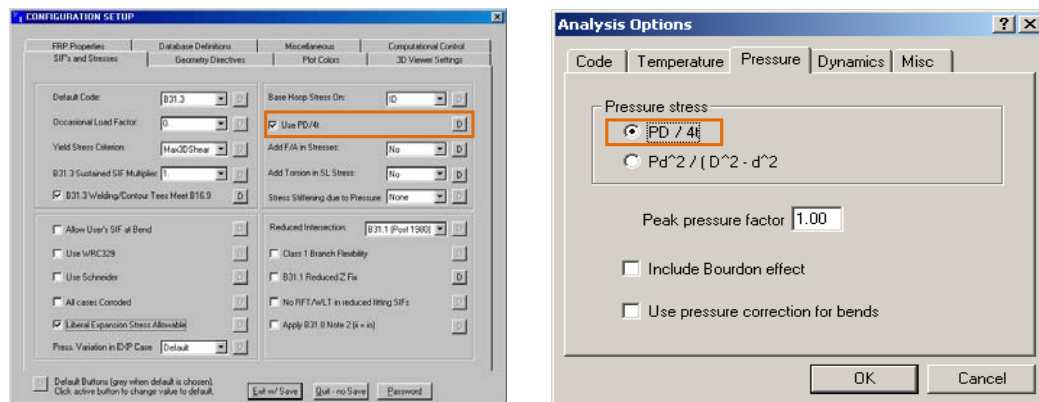 CONFIGURATION SETUP
FRP Properties
Database Definitions
Miscellaneous
Computational Control
SIF's and Stresses
Geometry Directives
Plot Colors
3D Viewer Settings
Default Code:
B31.3
D
Occasional Load Factor:
0.
D
Yield Stress Criterion:
Max3DShear
D
B31.3 Sustained SIF Multiplier:
1.
D
B31.3 Welding/Contour Tees Meet B16.9
D
Base Hoop Stress On:
ID
D
Use PD/4t
D
Add F/A in Stresses:
No
D
Add Torsion in SL Stress:
No
D
Stress Stiffening due to Pressure:
None
D
Allow User's SIF at Bend
D
Use WRC329
D
Use Schneider
D
All cases Corroded
D
Liberal Expansion Stress Allowable
D
Press. Variation in EXP Case
Default
D
Reduced Intersection:
B31.1 (Post 1980)
D
Class 1 Branch Flexibility
D
B31.1 Reduced Z Fix
D
No RFT/WLT in reduced fitting SIFs
D
Apply B31.8 Note 2 (ii = io)
D
D
Default Buttons (grey when default is chosen).
Click active button to change value to default.
Exit w/ Save
Quit - no Save
Password
Analysis Options
Code
Temperature
Pressure
Dynamics
Misc
Pressure stress
PD / 4t
Pd^2 / ( D^2 - d^2
Peak pressure factor 1.00
Include Bourdon effect
Use pressure correction for bends
OK
Cancel